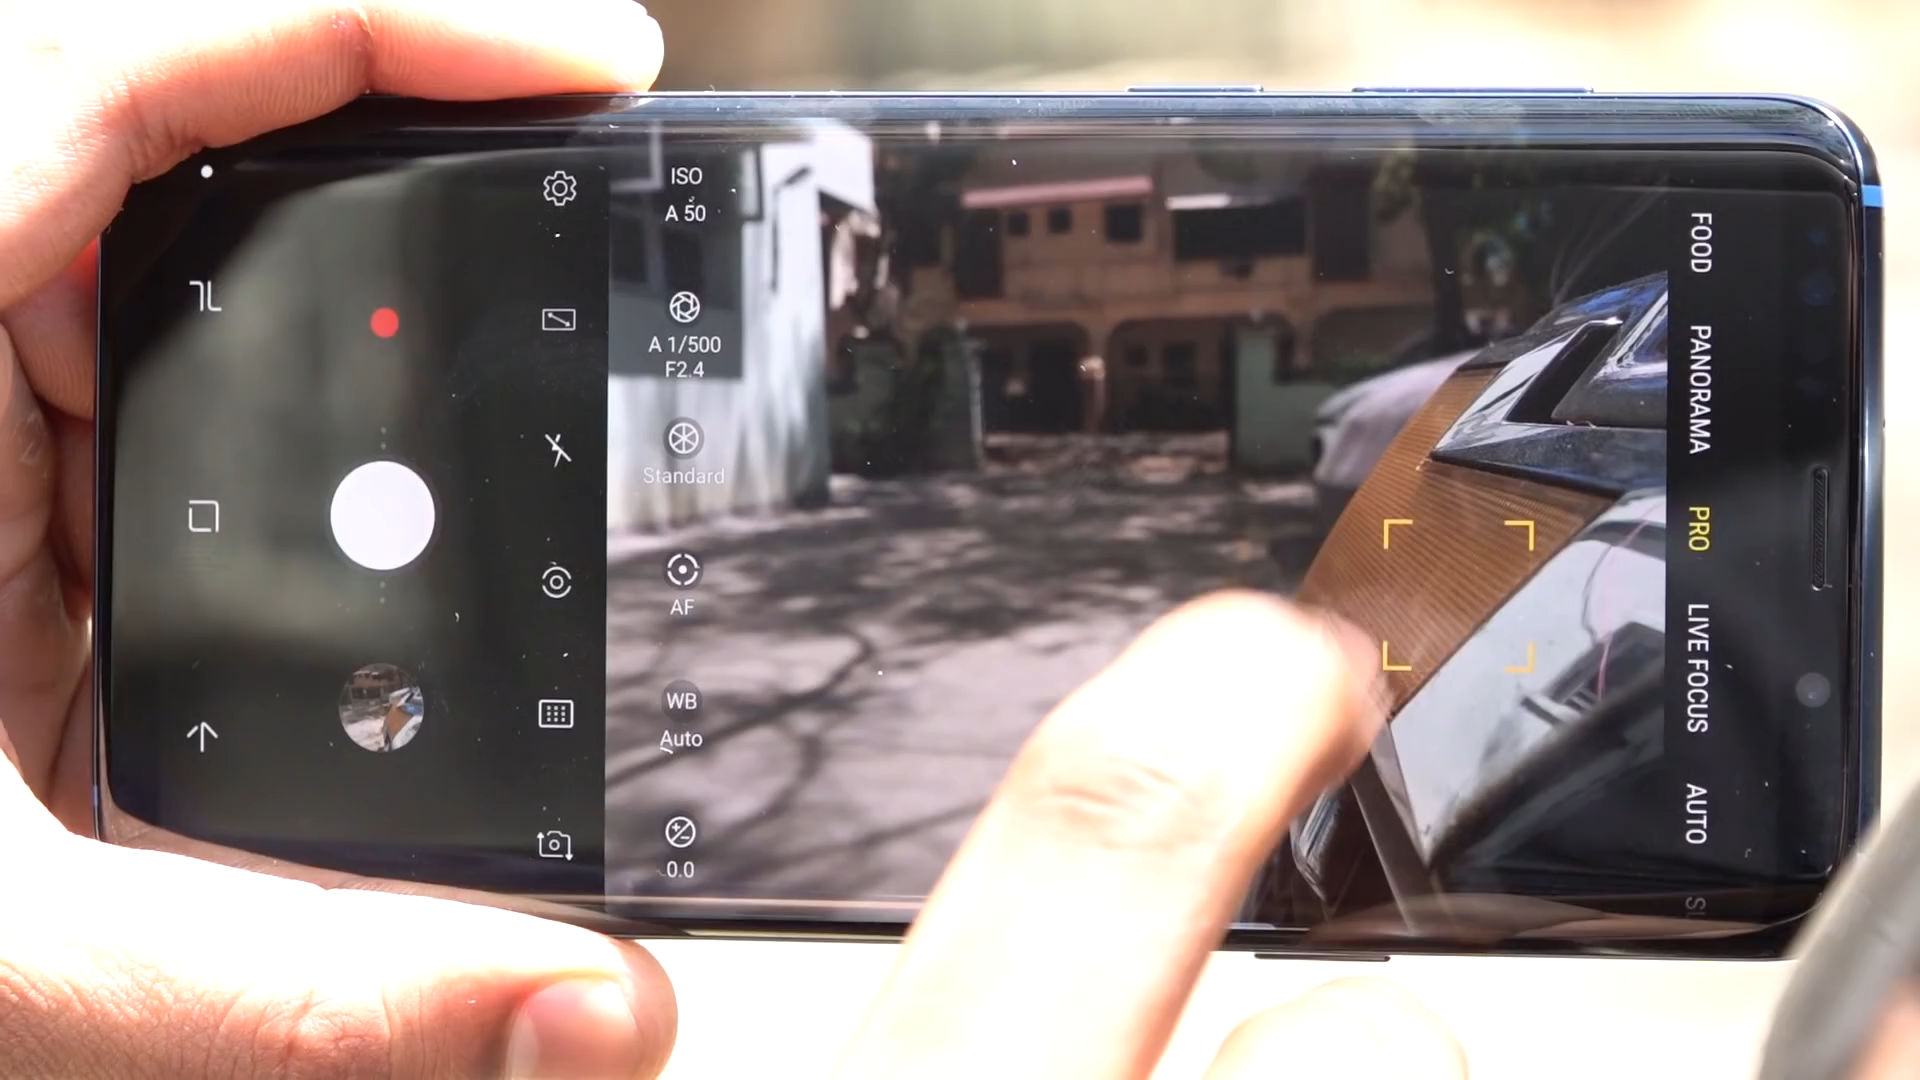 ISO
A 50
A 1/500
F2.4
Standard
AF
WB
Auto
0.0
FOOD
PANORAMA
PRO
LIVE FOCUS
AUTO